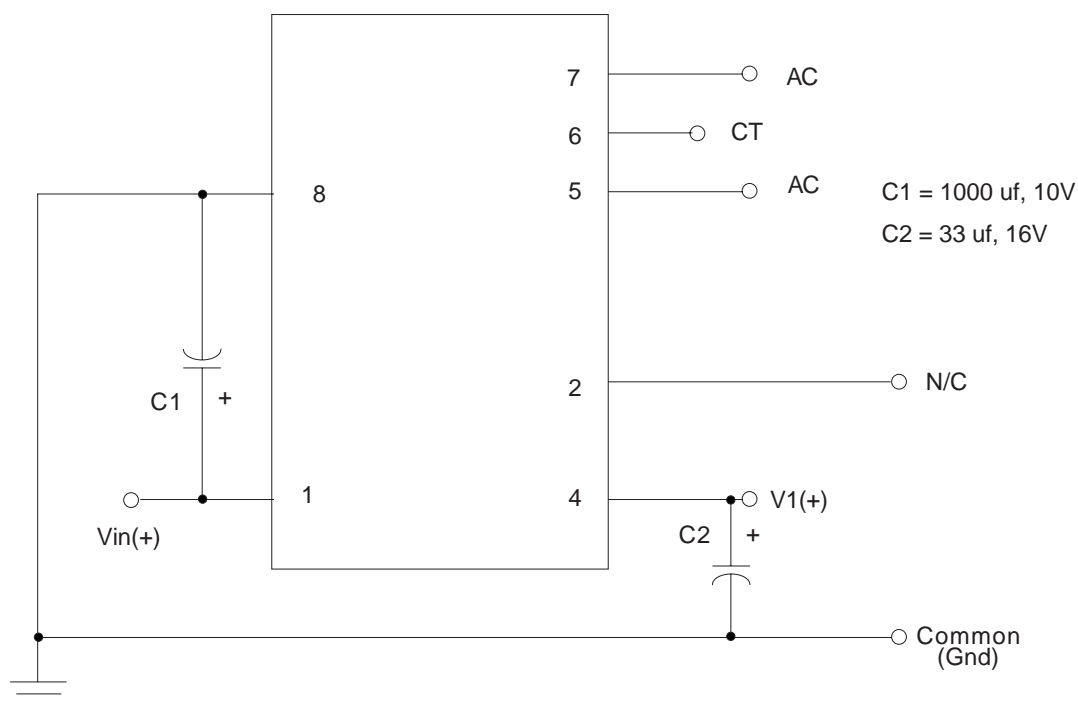 7
AC
6
CT
5
AC
8
C1 = 1000 uf, 10V
C2 = 33 uf, 16V
2
N/C
C1
+
1
4
V1(+)
Vin(+)
C2
+
Common
(Gnd)